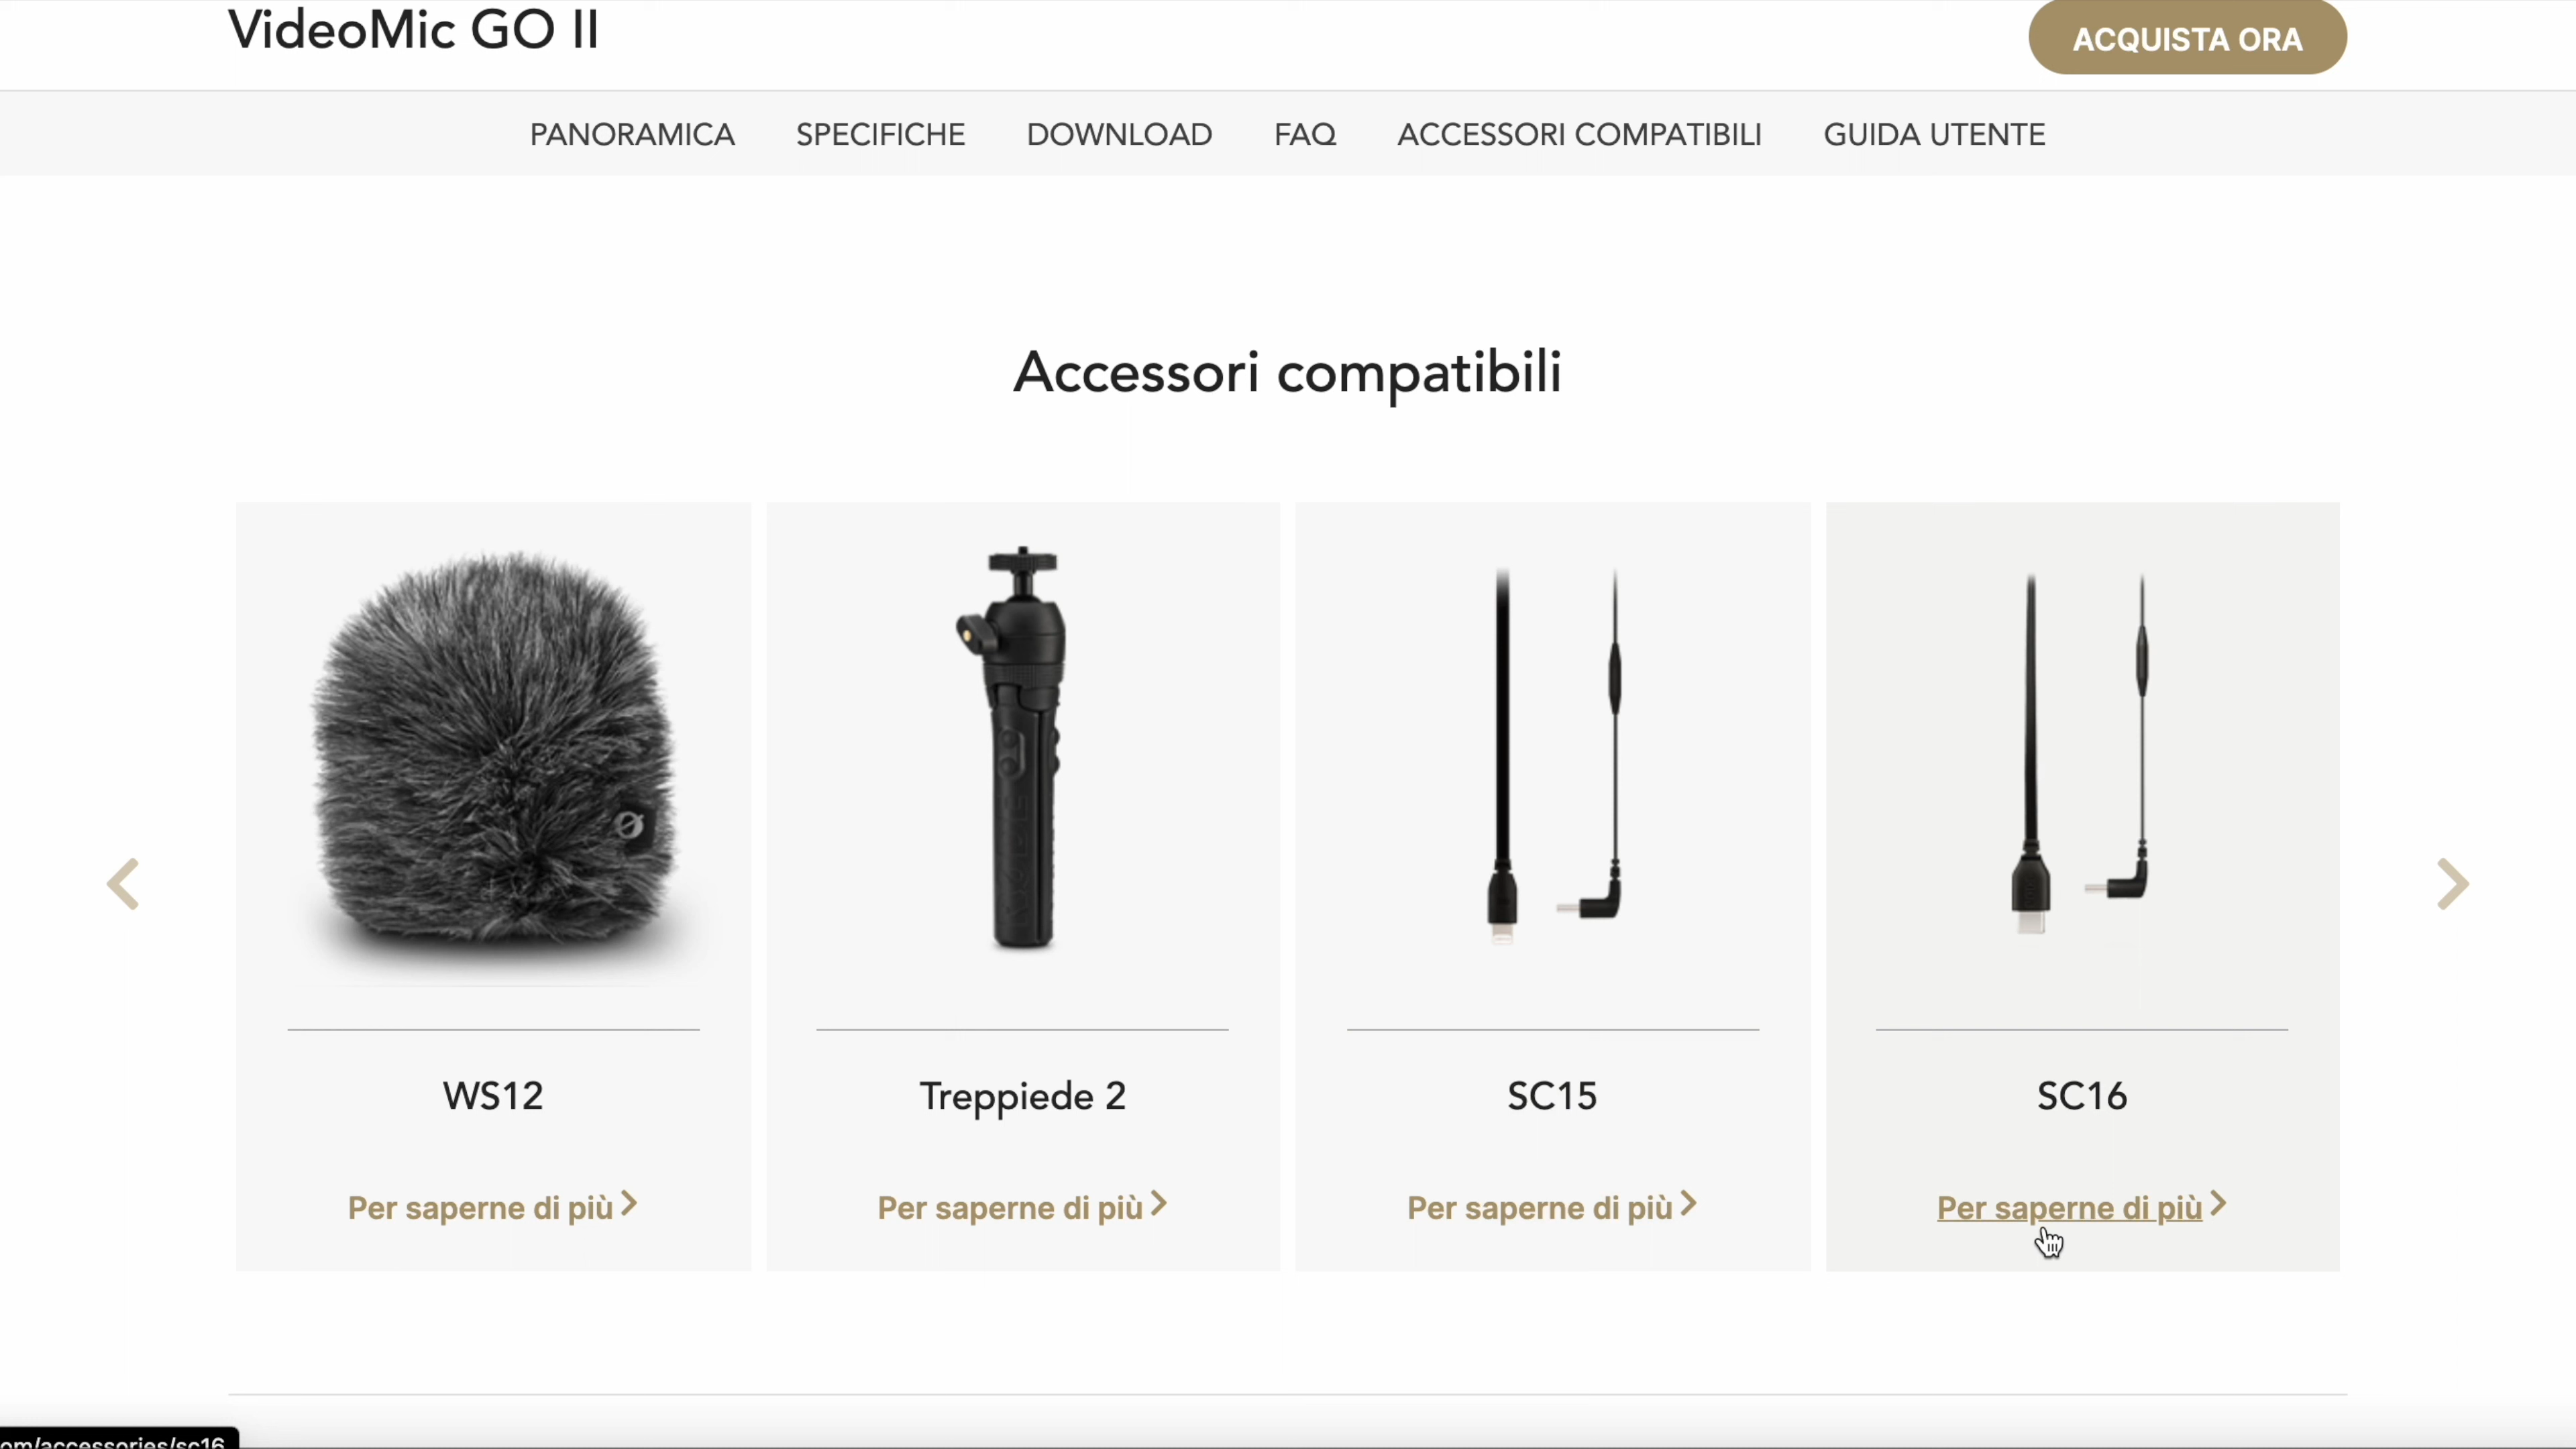 VideoMic GO II
ACQUISTA ORA
PANORAMICA SPECIFICHE DOWNLOAD FAQ ACCESSORI COMPATIBILI GUIDA UTENTE
Accessori compatibili
WS12
Per saperne di più
Treppiede 2
Per saperne di più
SC15
Per saperne di più
SC16
Per saperne di più
om/accessories/sc16